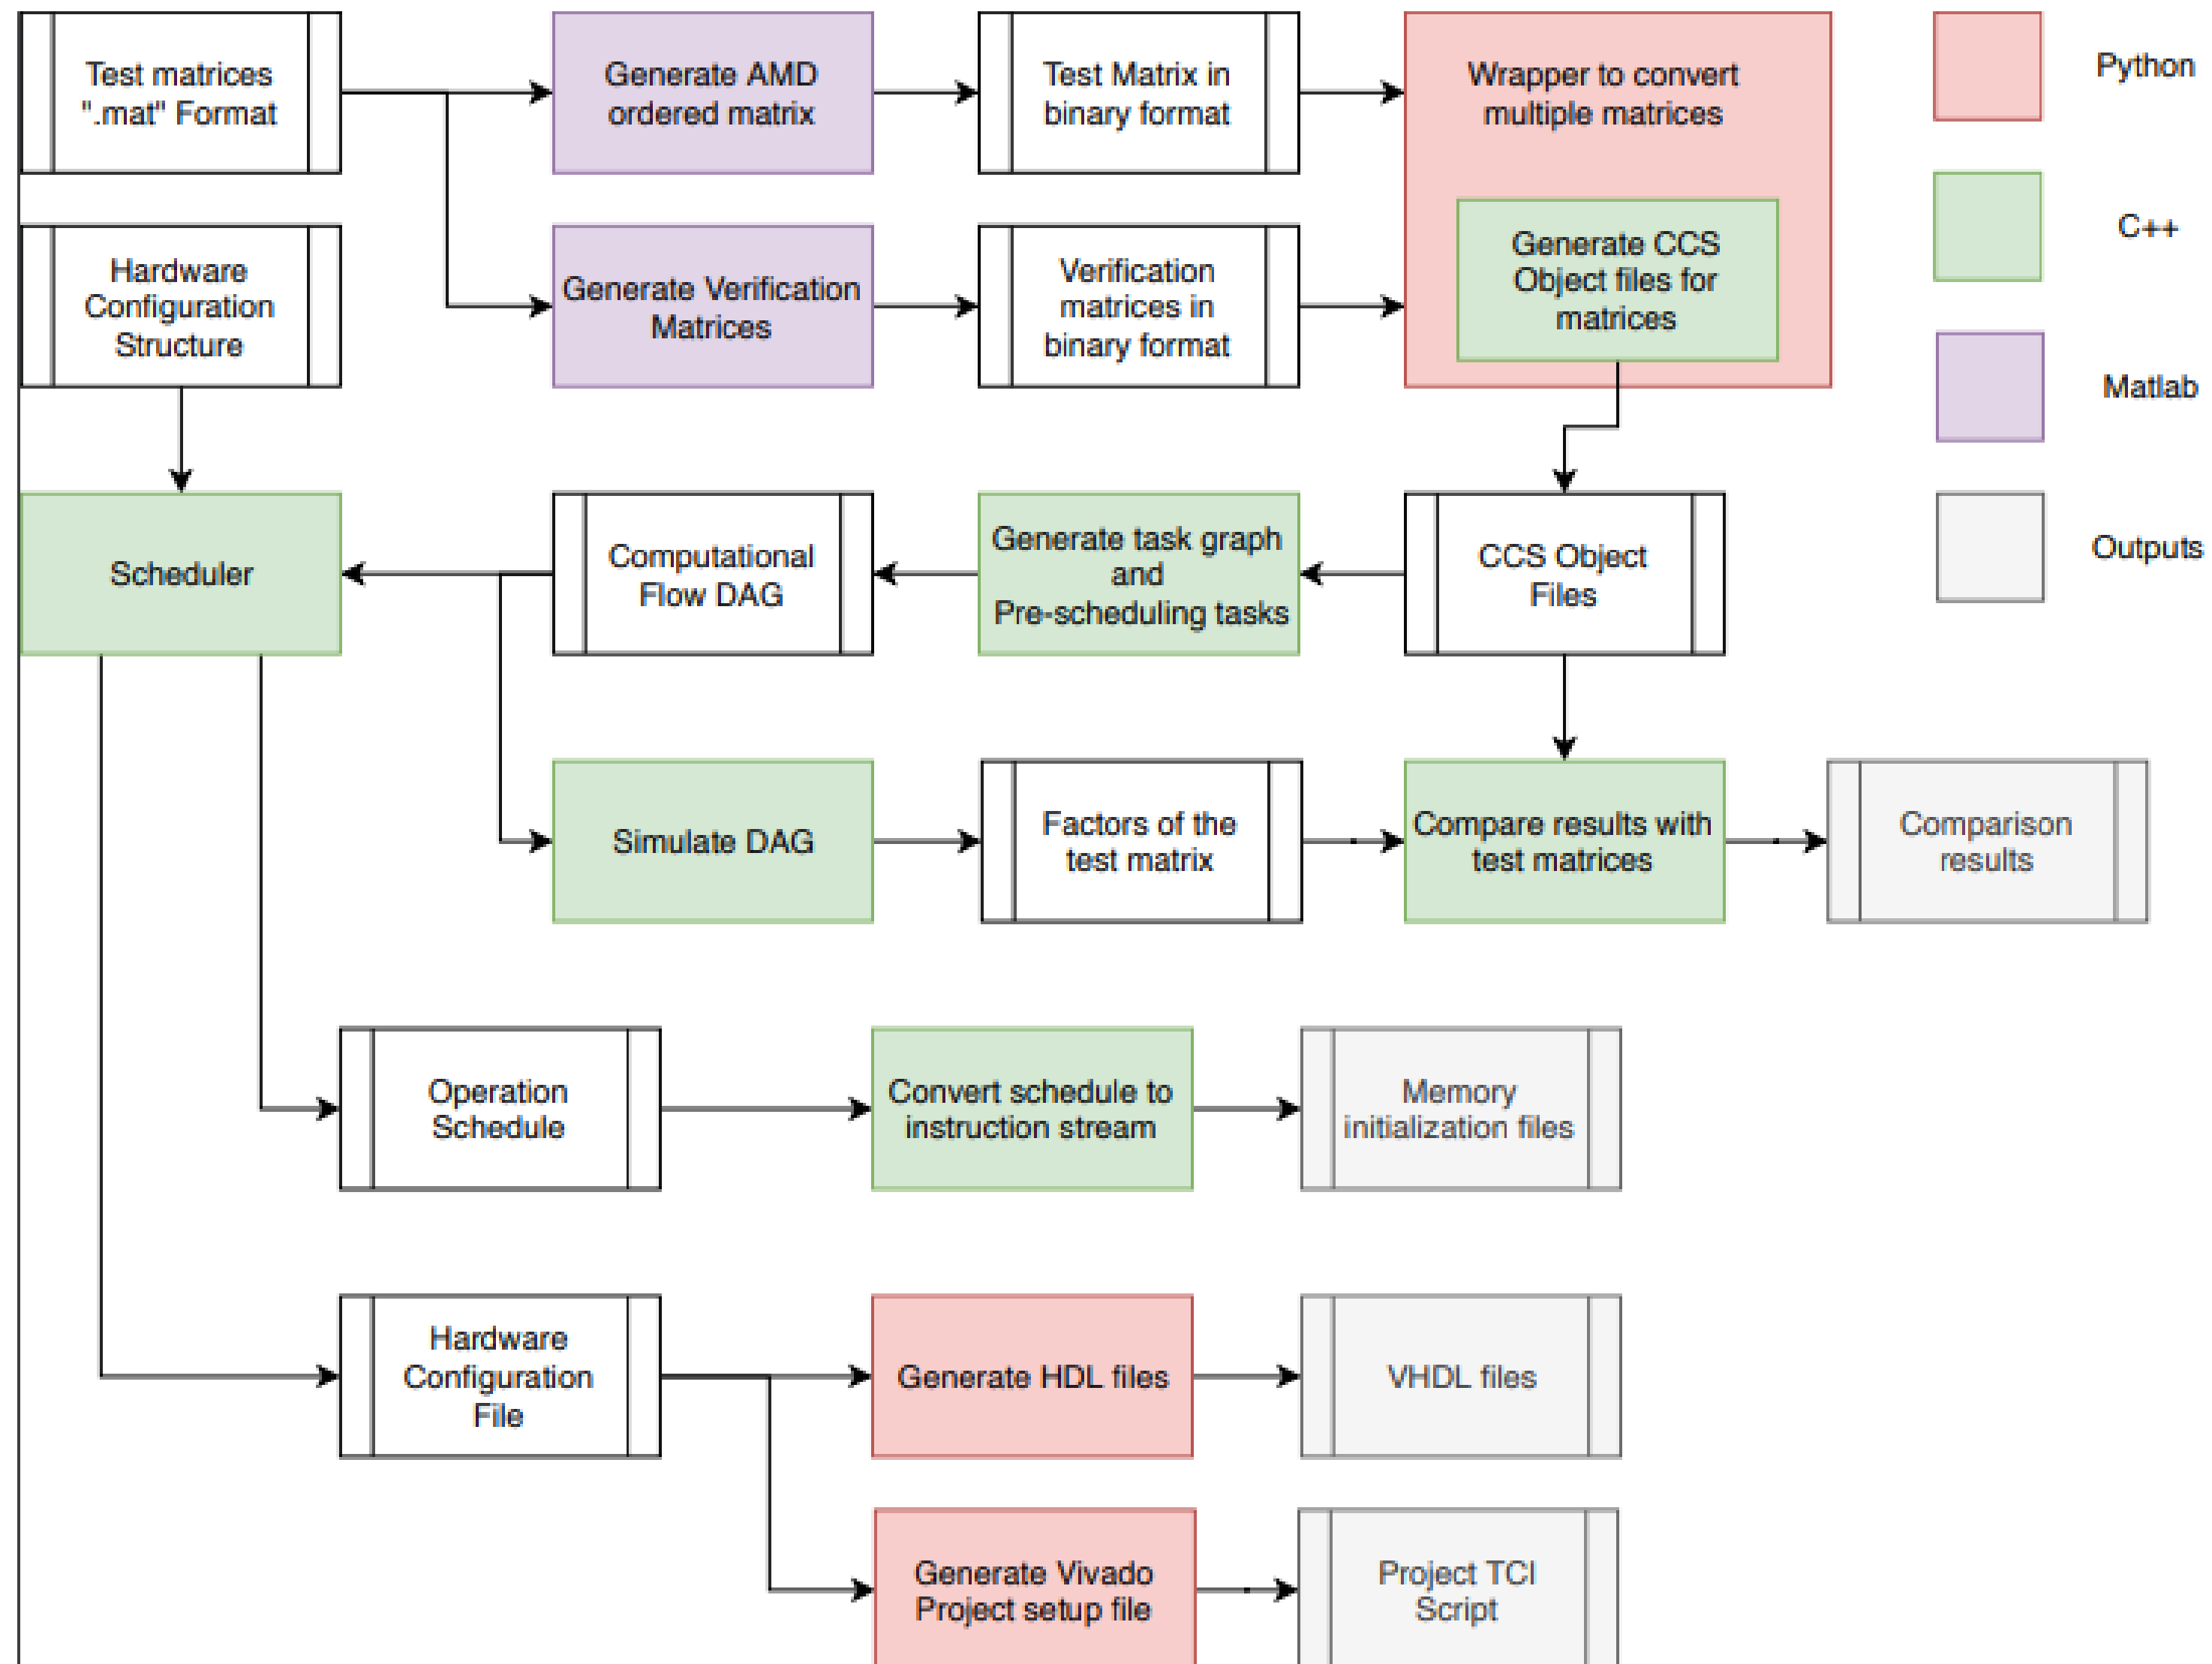 Test matrices
".mat" Format
Generate AMD
ordered matrix
Test Matrix in
binary format
Wrapper to convert
multiple matrices
Python
Hardware
Configuration
Structure
Generate Verification
Matrices
Verification
matrices in
binary format
Generate CCS
Object files for
matrices
C++
Matlab
Scheduler
Computational
Flow DAG
Generate task graph
and
Pre-scheduling tasks
CCS Object
Files
Outputs
Simulate DAG
Factors of the
test matrix
Compare results with
test matrices
Comparison
results
Operation
Schedule
Convert schedule to
instruction stream
Memory
initialization files
Hardware
Configuration
File
Generate HDL files
VHDL files
Generate Vivado
Project setup file
Project TCl
Script